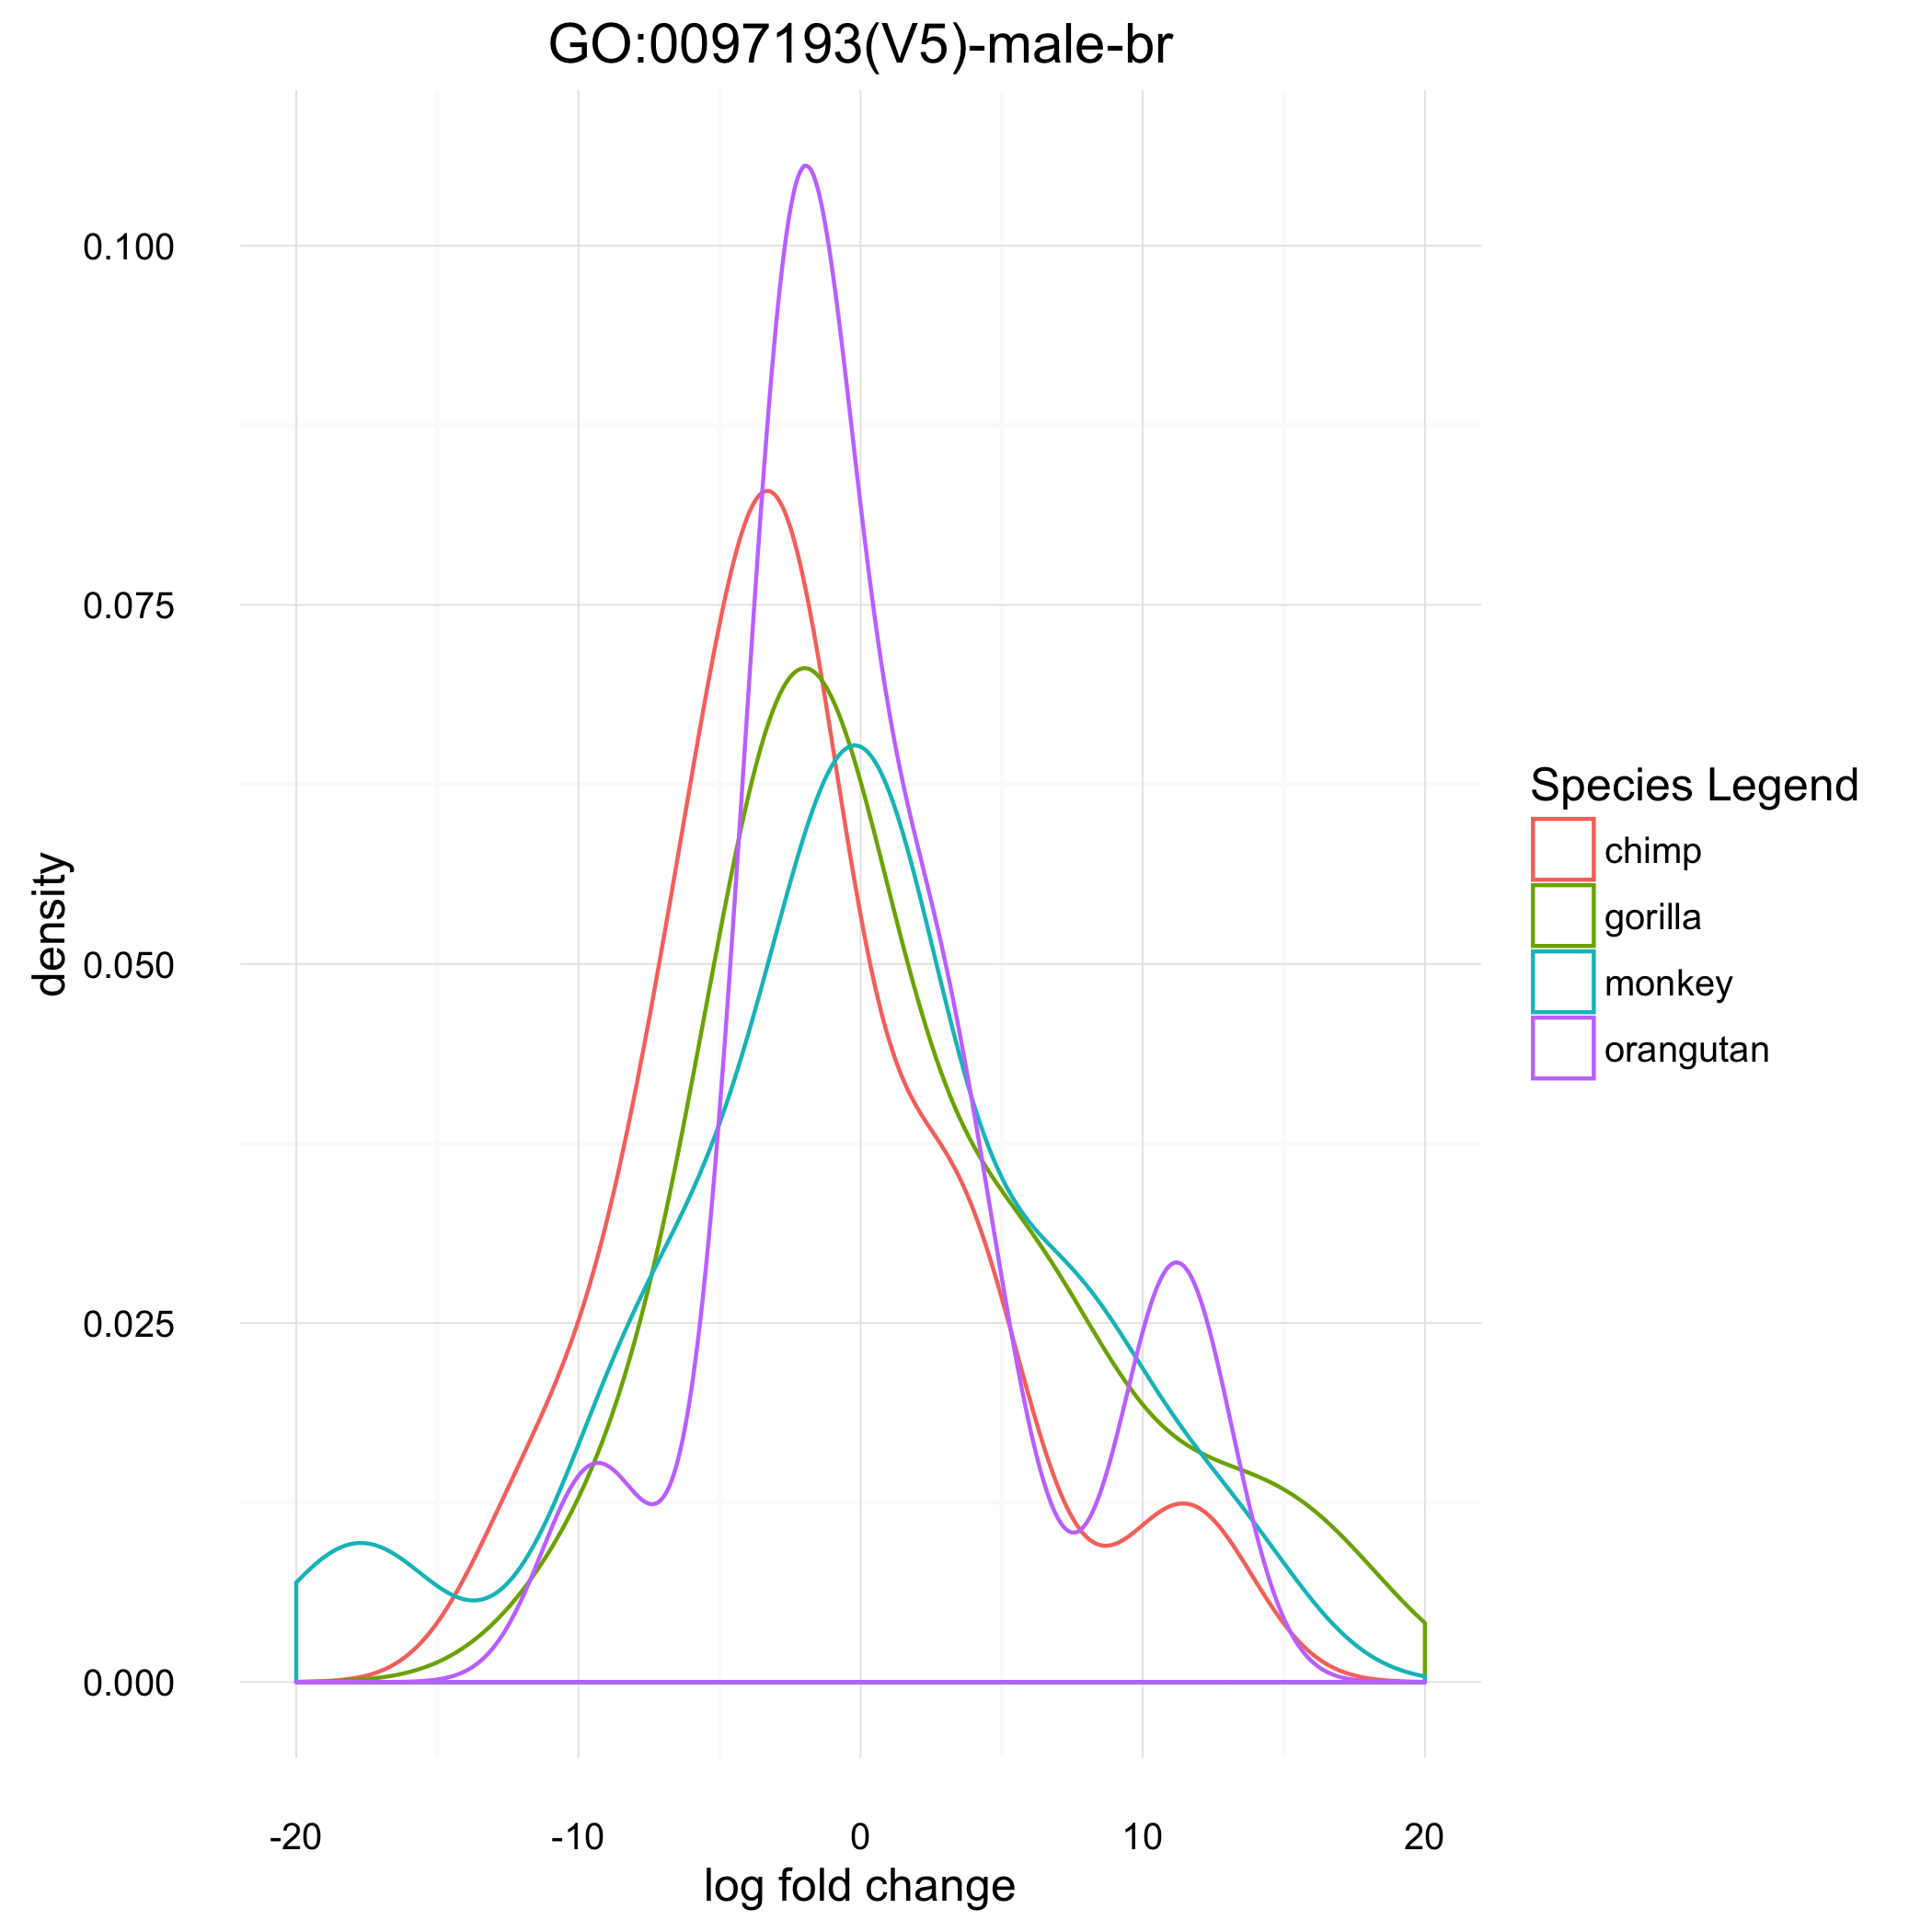 GO:0097193(V5)-male-br
0.100
0.075
0.050
0.025
0.000
density
-20 -10 0 10 20
log fold change
Species Legend
chimp
gorilla
monkey
orangutan